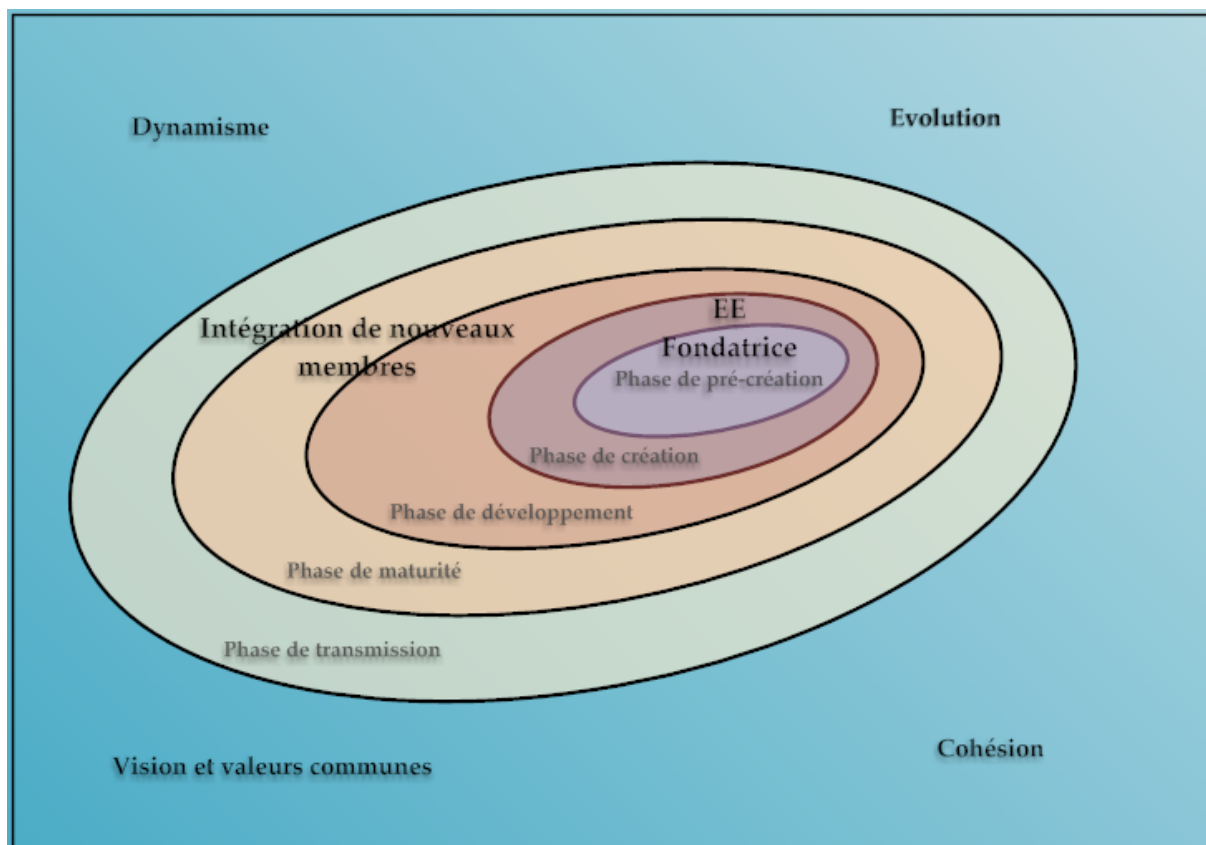 Dynamisme
Evolution
EE
Fondatrice
Intégration de nouveaux
membres
Phase de pré-création
Phase de création
Phase de développement
Phase de maturité
Phase de transmission
Vision et valeurs communes
Cohésion